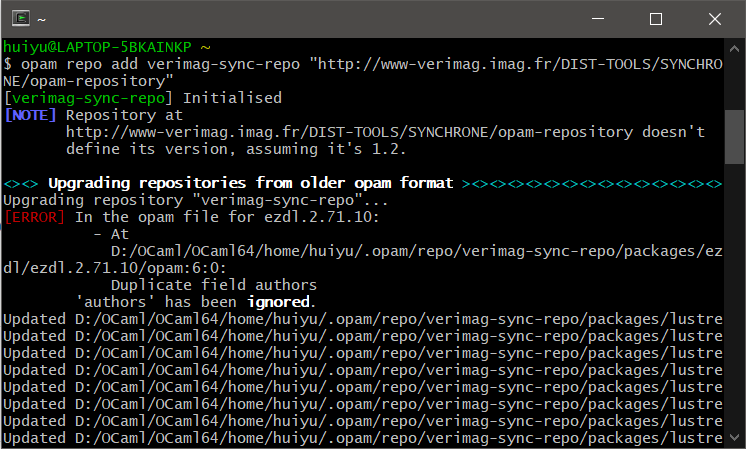 ~
huiyu@LAPTOP-5BKAINKP ~
$ opam repo add verimag-sync-repo "http://www-verimag.imag.fr/DIST-TOOLS/SYNCHRO
NE/opam-repository"
[verimag-sync-repo] Initialised
[NOTE] Repository at
http://www-verimag.imag.fr/DIST-TOOLS/SYNCHRONE/opam-repository doesn't
define its version, assuming it's 1.2.
<><> Upgrading repositories from older opam format ><><><><><><><><><><><><><><>
Upgrading repository "verimag-sync-repo"...
[ERROR] In the opam file for ezdl.2.71.10:
- At
D:/OCaml/OCaml64/home/huiyu/.opam/repo/verimag-sync-repo/packages/ez
dl/ezdl.2.71.10/opam:6:0:
Duplicate field authors
'authors' has been ignored.
Updated D:/OCaml/OCaml64/home/huiyu/.opam/repo/verimag-sync-repo/packages/lustre
Updated D:/OCaml/OCaml64/home/huiyu/.opam/repo/verimag-sync-repo/packages/lustre
Updated D:/OCaml/OCaml64/home/huiyu/.opam/repo/verimag-sync-repo/packages/lustre
Updated D:/OCaml/OCaml64/home/huiyu/.opam/repo/verimag-sync-repo/packages/lustre
Updated D:/OCaml/OCaml64/home/huiyu/.opam/repo/verimag-sync-repo/packages/lustre
Updated D:/OCaml/OCaml64/home/huiyu/.opam/repo/verimag-sync-repo/packages/lustre
Updated D:/OCaml/OCaml64/home/huiyu/.opam/repo/verimag-sync-repo/packages/lustre
Updated D:/OCaml/OCaml64/home/huiyu/.opam/repo/verimag-sync-repo/packages/lustre